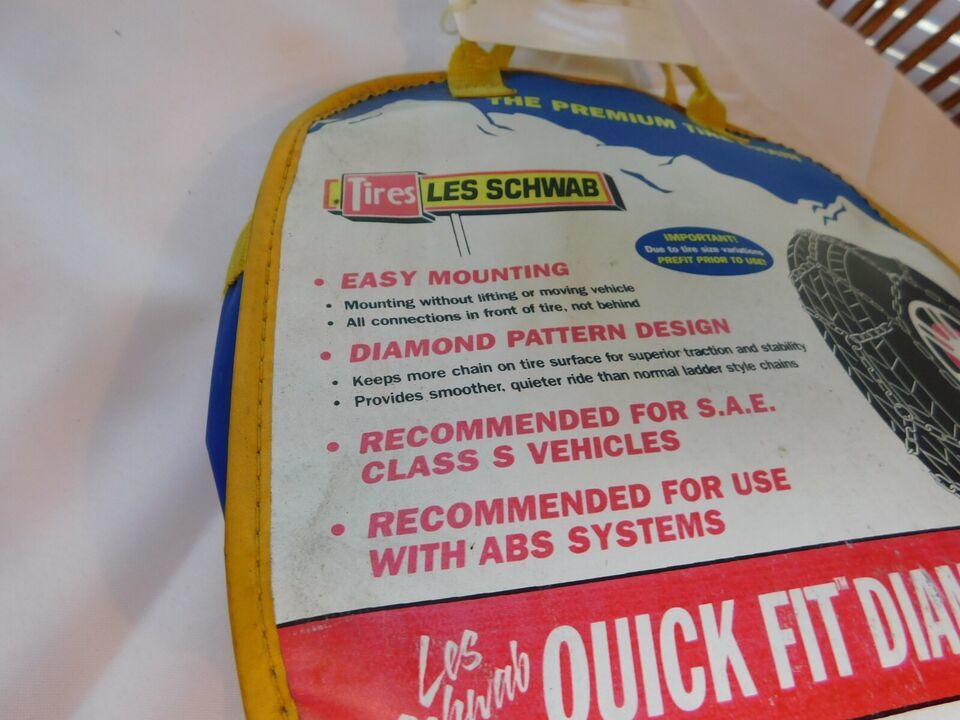 THE PREMIUM TIRE CHAIN
Tires LES SCHWAB
IMPORTANT!
Due to tire size variations
PREFIT PRIOR TO USE!
• EASY MOUNTING
• Mounting without lifting or moving vehicle
• All connections in front of tire, not behind
• DIAMOND PATTERN DESIGN
• Keeps more chain on tire surface for superior traction and stability
• Provides smoother, quieter ride than normal ladder style chains
• RECOMMENDED FOR S.A.E.
CLASS S VEHICLES
• RECOMMENDED FOR USE
WITH ABS SYSTEMS
Les
Schwab
QUICK FIT™ DIAM